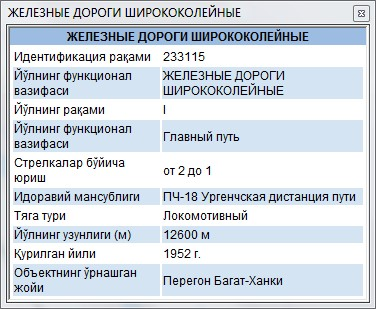 ЖЕЛЕЗНЫЕ ДОРОГИ ШИРОКОКОЛЕЙНЫЕ
ЖЕЛЕЗНЫЕ ДОРОГИ ШИРОКОКОЛЕЙНЫЕ
Идентификация рақами 233115
Йўлнинг функционал вазифаси ЖЕЛЕЗНЫЕ ДОРОГИ ШИРОКОКОЛЕЙНЫЕ
Йўлнинг рақами I
Йўлнинг функционал вазифаси Главный путь
Стрелкалар бўйича юриш от 2 до 1
Идоравий мансублиги ПЧ-18 Ургенчская дистанция пути
Тяга тури Локомотивный
Йўлнинг узунлиги (м) 12600 м
Қурилган йили 1952 г.
Объектнинг ўрнашган жойи Перегон Багат-Ханки